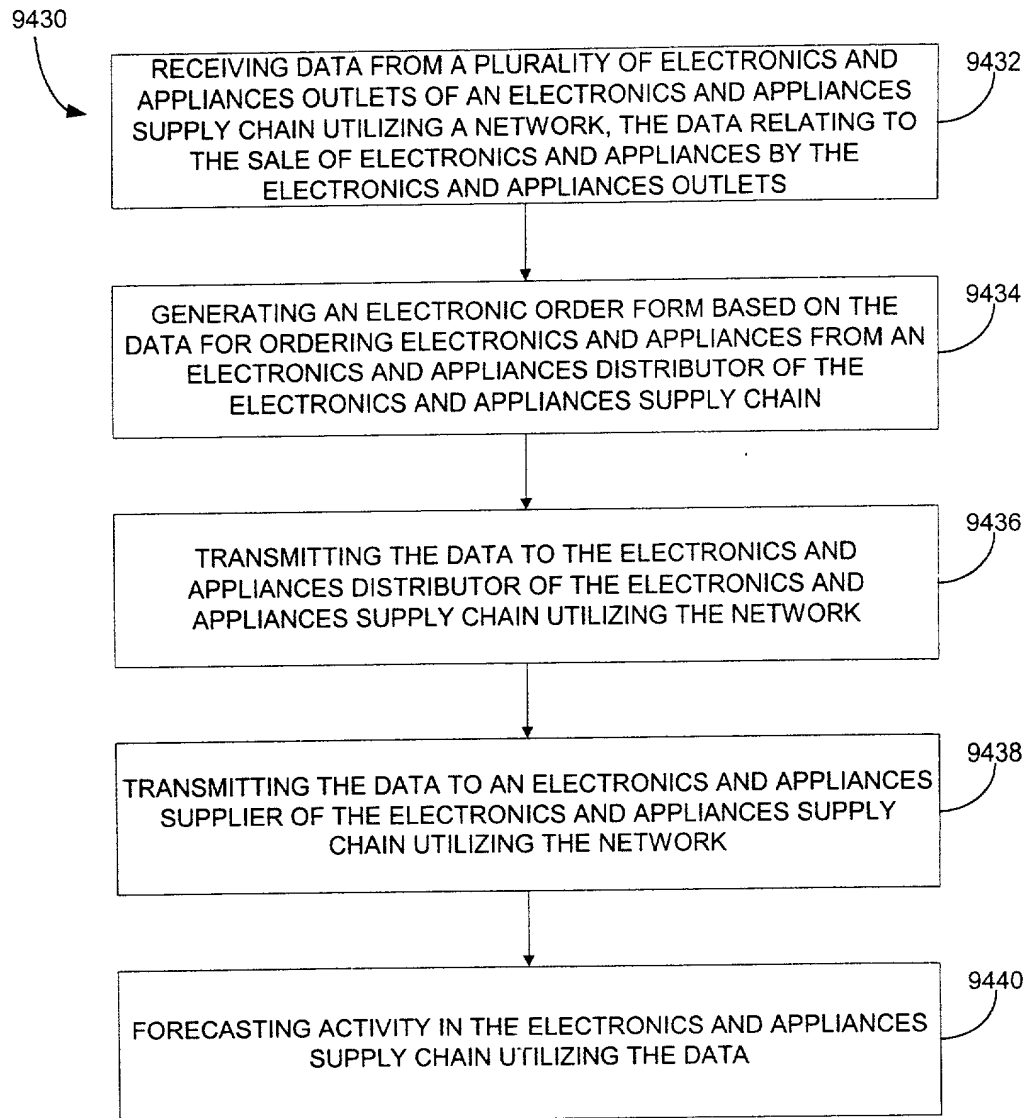 9430
RECEIVING DATA FROM A PLURALITY OF ELECTRONICS AND
APPLIANCES OUTLETS OF AN ELECTRONICS AND APPLIANCES
SUPPLY CHAIN UTILIZING A NETWORK, THE DATA RELATING TO
THE SALE OF ELECTRONICS AND APPLIANCES BY THE
ELECTRONICS AND APPLIANCES OUTLETS
9432
GENERATING AN ELECTRONIC ORDER FORM BASED ON THE
DATA FOR ORDERING ELECTRONICS AND APPLIANCES FROM AN
ELECTRONICS AND APPLIANCES DISTRIBUTOR OF THE
ELECTRONICS AND APPLIANCES SUPPLY CHAIN
9434
TRANSMITTING THE DATA TO THE ELECTRONICS AND
APPLIANCES DISTRIBUTOR OF THE ELECTRONICS AND
APPLIANCES SUPPLY CHAIN UTILIZING THE NETWORK
9436
TRANSMITTING THE DATA TO AN ELECTRONICS AND APPLIANCES
SUPPLIER OF THE ELECTRONICS AND APPLIANCES SUPPLY
CHAIN UTILIZING THE NETWORK
9438
FORECASTING ACTIVITY IN THE ELECTRONICS AND APPLIANCES
SUPPLY CHAIN UTILIZING THE DATA
9440